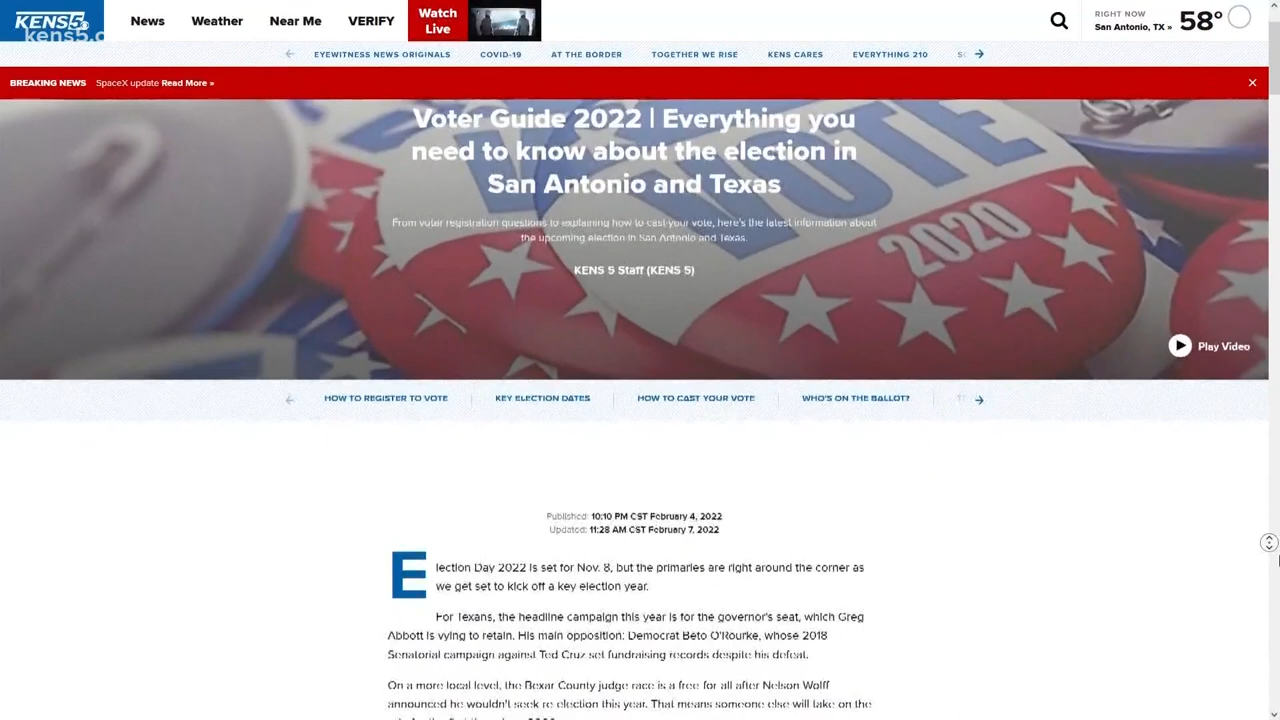 KENS5
kens5.c
News
Weather
Near Me
VERIFY
Watch
Live
RIGHT NOW
San Antonio, TX »
58°
EYEWITNESS NEWS ORIGINALS
COVID-19
AT THE BORDER
TOGETHER WE RISE
KENS CARES
EVERYTHING 210
BREAKING NEWS SpaceX update Read More »
Voter Guide 2022 | Everything you
need to know about the election in
San Antonio and Texas
From voter registration questions to explaining how to cast your vote, here's the latest information about
the upcoming election in San Antonio and Texas.
KENS 5 Staff (KENS 5)
VOTE
2020
Play Video
HOW TO REGISTER TO VOTE
KEY ELECTION DATES
HOW TO CAST YOUR VOTE
WHO'S ON THE BALLOT?
Published: 10:10 PM CST February 4, 2022
Updated: 11:28 AM CST February 7, 2022
Election Day 2022 is set for Nov. 8, but the primaries are right around the corner as
we get set to kick off a key election year.
For Texans, the headline campaign this year is for the governor's seat, which Greg
Abbott is vying to retain. His main opposition: Democrat Beto O'Rourke, whose 2018
Senatorial campaign against Ted Cruz set fundraising records despite his defeat.
On a more local level, the Bexar County judge race is a free for all after Nelson Wolff
announced he wouldn't seek re election this year. That means someone else will take on the